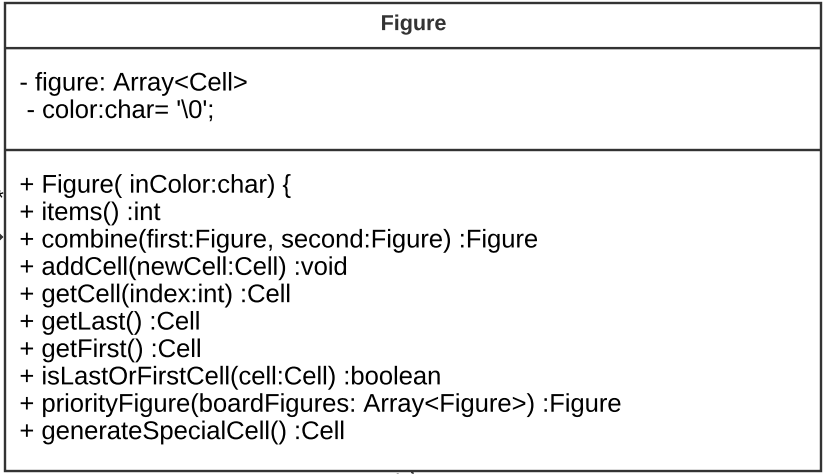 Figure
- figure: Array<Cell>
- color:char= '\0';
+ Figure( inColor:char) {
+ items() :int
+ combine(first:Figure, second:Figure) :Figure
+ addCell(newCell:Cell) :void
+ getCell(index:int) :Cell
+ getLast() :Cell
+ getFirst() :Cell
+ isLastOrFirstCell(cell:Cell) :boolean
+ priorityFigure(boardFigures: Array<Figure>) :Figure
+ generateSpecialCell() :Cell